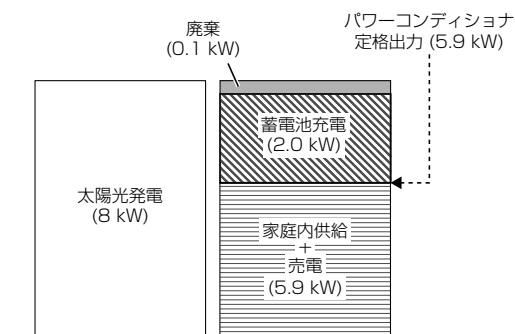 廃棄
(0.1 kW)
パワーコンディショナ
定格出力 (5.9 kW)
蓄電池充電
(2.0 kW)
太陽光発電
(8 kW)
家庭内供給
+
売電
(5.9 kW)